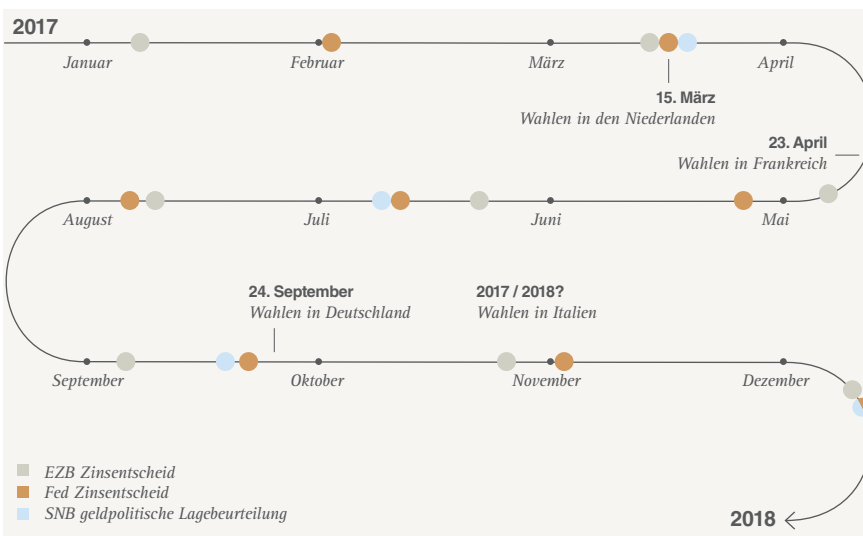 2017
Januar
Februar
März
April
15. März
Wahlen in den Niederlanden
23. April
Wahlen in Frankreich
August
Juli
Juni
Mai
24. September
Wahlen in Deutschland
2017 / 2018?
Wahlen in Italien
September
Oktober
November
Dezember
EZB Zinsentscheid
Fed Zinsentscheid
SNB geldpolitische Lagebeurteilung
2018